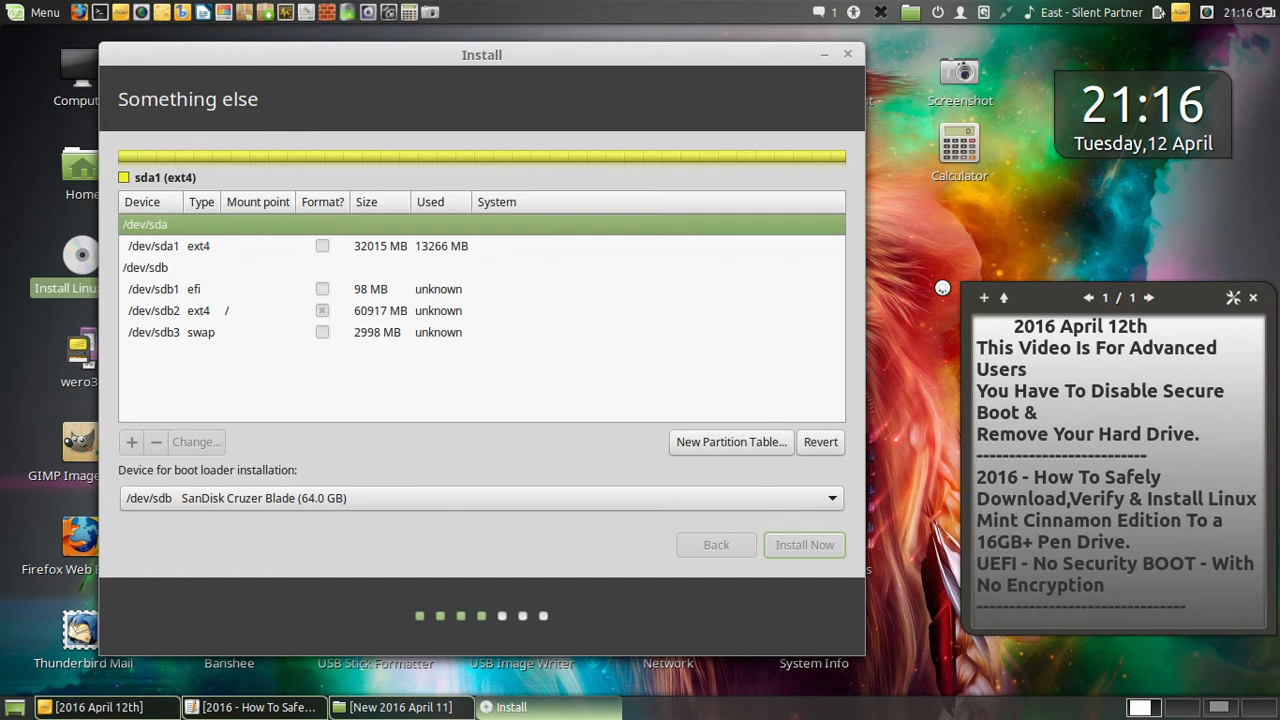 Menu
1
East - Silent Partner
21:16
Install
Something else
sda1 (ext4)
Device Type Mount point Format? Size Used System
/dev/sda
/dev/sda1 ext4 32015 MB 13266 MB
/dev/sdb
/dev/sdb1 efi 98 MB unknown
/dev/sdb2 ext4 / 60917 MB unknown
/dev/sdb3 swap 2998 MB unknown
+ − Change...
New Partition Table... Revert
Device for boot loader installation:
/dev/sdb SanDisk Cruzer Blade (64.0 GB)
Back Install Now
Comput
Home
Install Linu
wero3
GIMP Image
Firefox Web B
Thunderbird Mail
Banshee
USB Stick Formatter
USB Image Writer
Network
System Info
Screenshot
Calculator
21:16
Tuesday,12 April
1 / 1
2016 April 12th
This Video Is For Advanced
Users
You Have To Disable Secure
Boot &
Remove Your Hard Drive.
-------------------------
2016 - How To Safely
Download,Verify & Install Linux
Mint Cinnamon Edition To a
16GB+ Pen Drive.
UEFI - No Security BOOT - With
No Encryption
-------------------------------
[2016 April 12th]
[2016 - How To Safe...
[New 2016 April 11]
Install